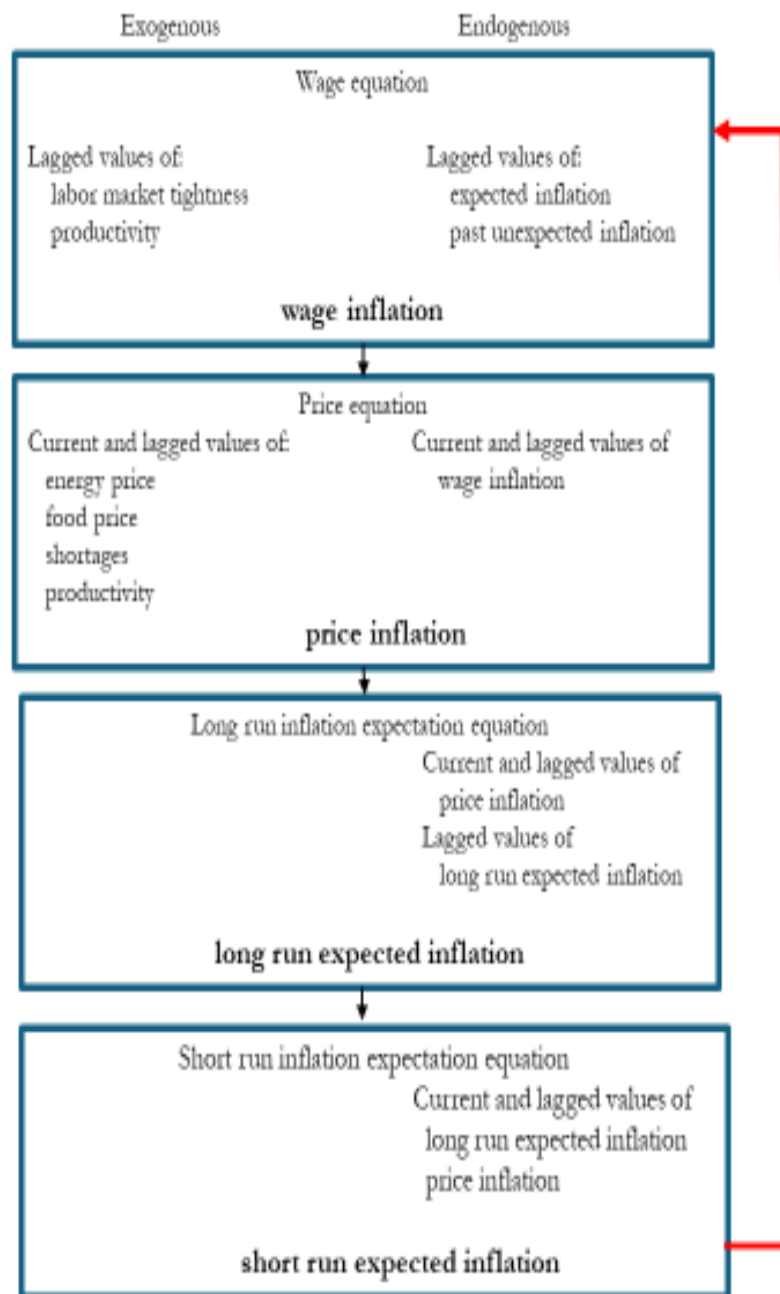 Exogenous Endogenous
Wage equation
Lagged values of: Lagged values of:
labor market tightness expected inflation
productivity past unexpected inflation
wage inflation
Price equation
Current and lagged values of: Current and lagged values of
energy price wage inflation
food price
shortages
productivity
price inflation
Long run inflation expectation equation
Current and lagged values of
price inflation
Lagged values of
long run expected inflation
long run expected inflation
Short run inflation expectation equation
Current and lagged values of
long run expected inflation
price inflation
short run expected inflation